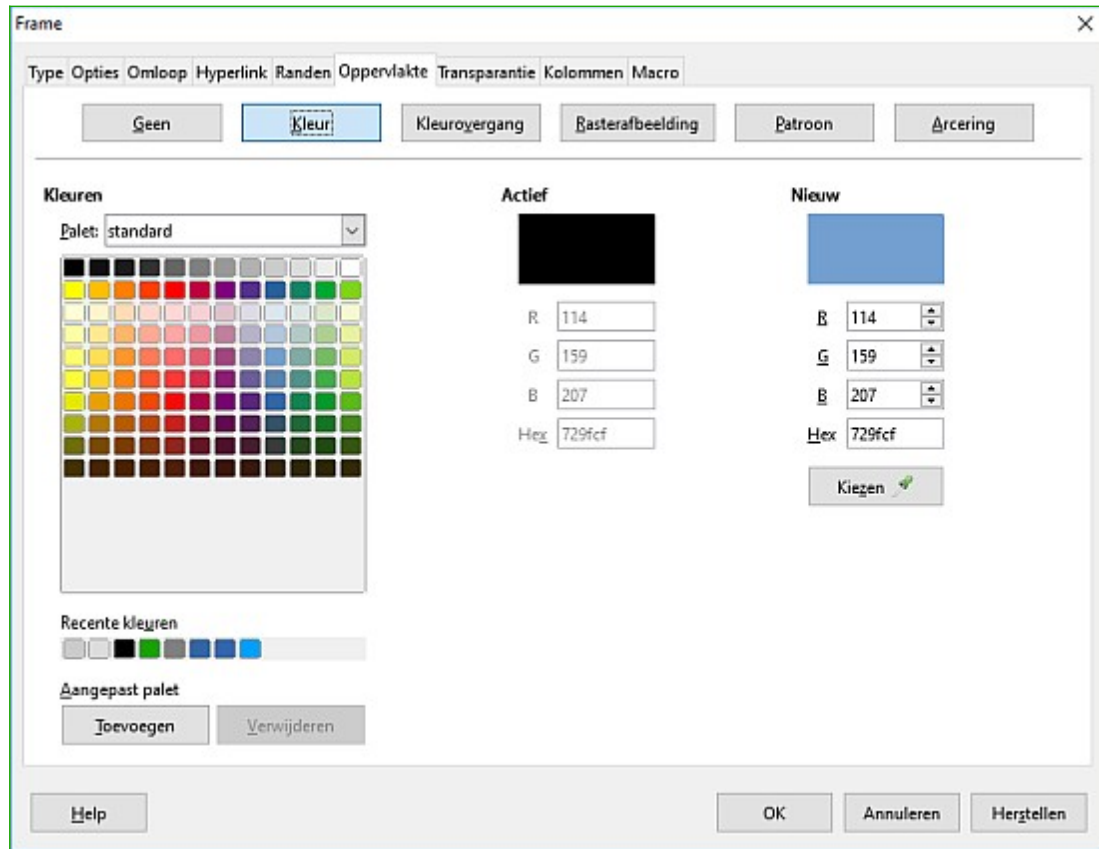 Frame
Type Opties Omloop Hyperlink Randen Oppervlakte Transparantie Kolommen Macro
Geen Kleur Kleurovergang Rasterafbeelding Patroon Arcering
Kleuren Actief Nieuw
Palet: standard
R 114 R 114
G 159 G 159
B 207 B 207
Hex 729fcf Hex 729fcf
Kiezen
Recente kleuren
Aangepast palet
Toevoegen Verwijderen
Help OK Annuleren Herstellen